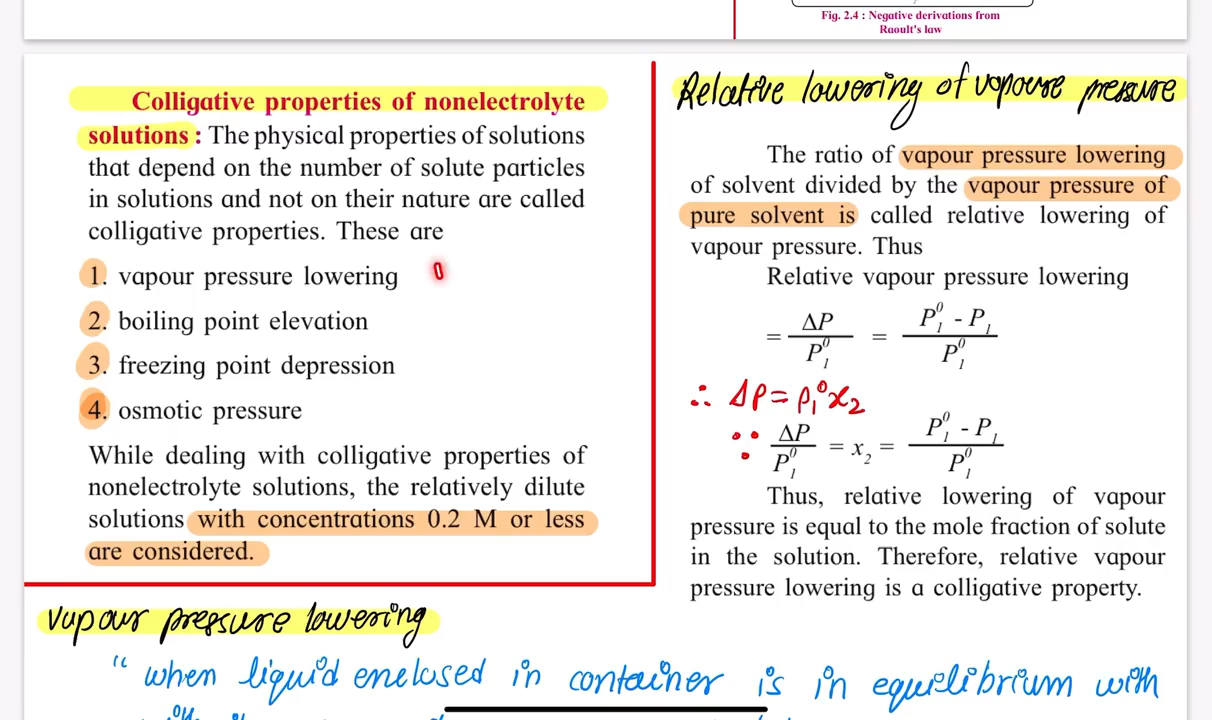 Fig. 2.4 : Negative derivations from
Raoult's law
Colligative properties of nonelectrolyte
solutions : The physical properties of solutions
that depend on the number of solute particles
in solutions and not on their nature are called
colligative properties. These are
1. vapour pressure lowering
2. boiling point elevation
3. freezing point depression
4. osmotic pressure
While dealing with colligative properties of
nonelectrolyte solutions, the relatively dilute
solutions with concentrations 0.2 M or less
are considered.
Relative lowering of vapoure pressure
The ratio of vapour pressure lowering
of solvent divided by the vapour pressure of
pure solvent is called relative lowering of
vapour pressure. Thus
Relative vapour pressure lowering
= ΔP / P₁⁰ = (P₁⁰ - P₁) / P₁⁰
∴ ΔP = P₁⁰x₂
∵ ΔP / P₁⁰ = x₂ = (P₁⁰ - P₁) / P₁⁰
Thus, relative lowering of vapour
pressure is equal to the mole fraction of solute
in the solution. Therefore, relative vapour
pressure lowering is a colligative property.
vapour pressure lowering
" when liquid enclosed in container is in equilibrium with